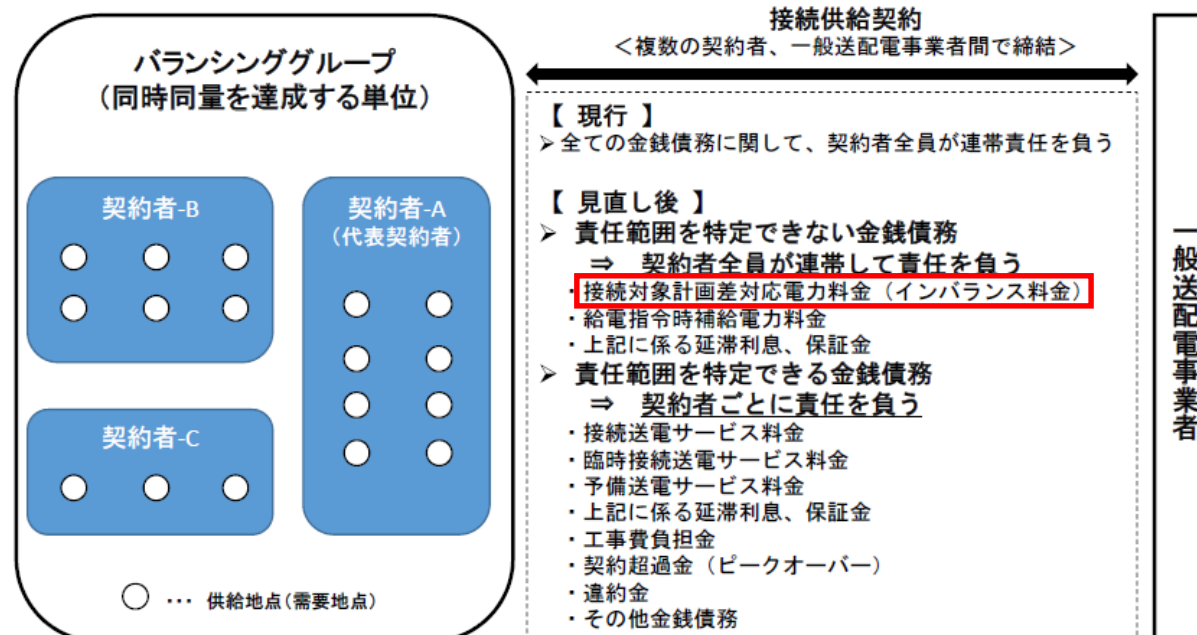 バランシンググループ
（同時同量を達成する単位）
契約者-B
契約者-A
（代表契約者）
契約者-C
… 供給地点(需要地点)
接続供給契約
＜複数の契約者、一般送配電事業者間で締結＞
【 現行 】
➢全ての金銭債務に関して、契約者全員が連帯責任を負う
【 見直し後 】
➢ 責任範囲を特定できない金銭債務
⇒ 契約者全員が連帯して責任を負う
・接続対象計画差対応電力料金（インバランス料金）
・給電指令時補給電力料金
・上記に係る延滞利息、保証金
➢ 責任範囲を特定できる金銭債務
⇒ 契約者ごとに責任を負う
・接続送電サービス料金
・臨時接続送電サービス料金
・予備送電サービス料金
・上記に係る延滞利息、保証金
・工事費負担金
・契約超過金（ピークオーバー）
・違約金
・その他金銭債務
一般送配電事業者